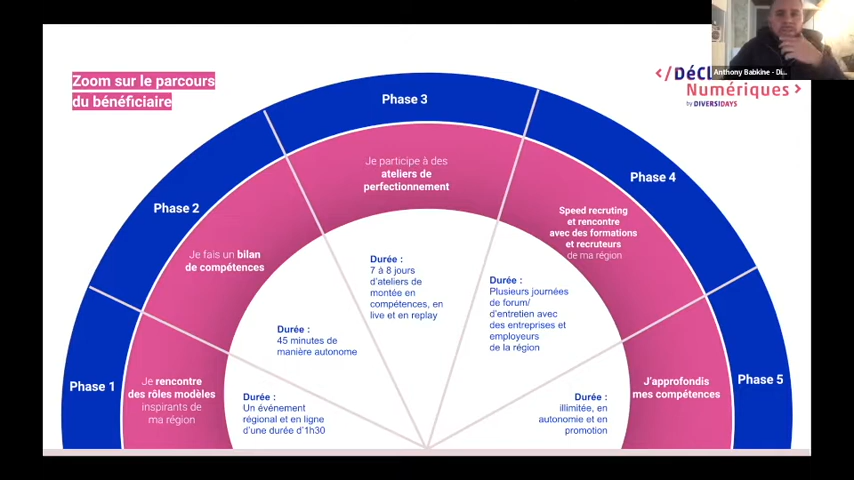 Zoom sur le parcours
du bénéficiaire
Anthony Babkine - Di...
</DéCl
Numériques >
by DIVERSIDAYS
Phase 1
Je rencontre
des rôles modèles
inspirants de
ma région
Durée :
Un événement
régional et en ligne
d'une durée d'1h30
Phase 2
Je fais un bilan
de compétences
Durée :
45 minutes de
manière autonome
Phase 3
Je participe à des
ateliers de
perfectionnement
Durée :
7 à 8 jours
d'ateliers de
montée en
compétences, en
live et en replay
Phase 4
Speed recruting
et rencontre
avec des formations
et recruteurs
de ma région
Durée :
Plusieurs journées
de forum/
d'entretien avec
des entreprises et
employeurs
de la région
Phase 5
J'approfondis
mes compétences
Durée :
illimitée, en
autonomie et en
promotion